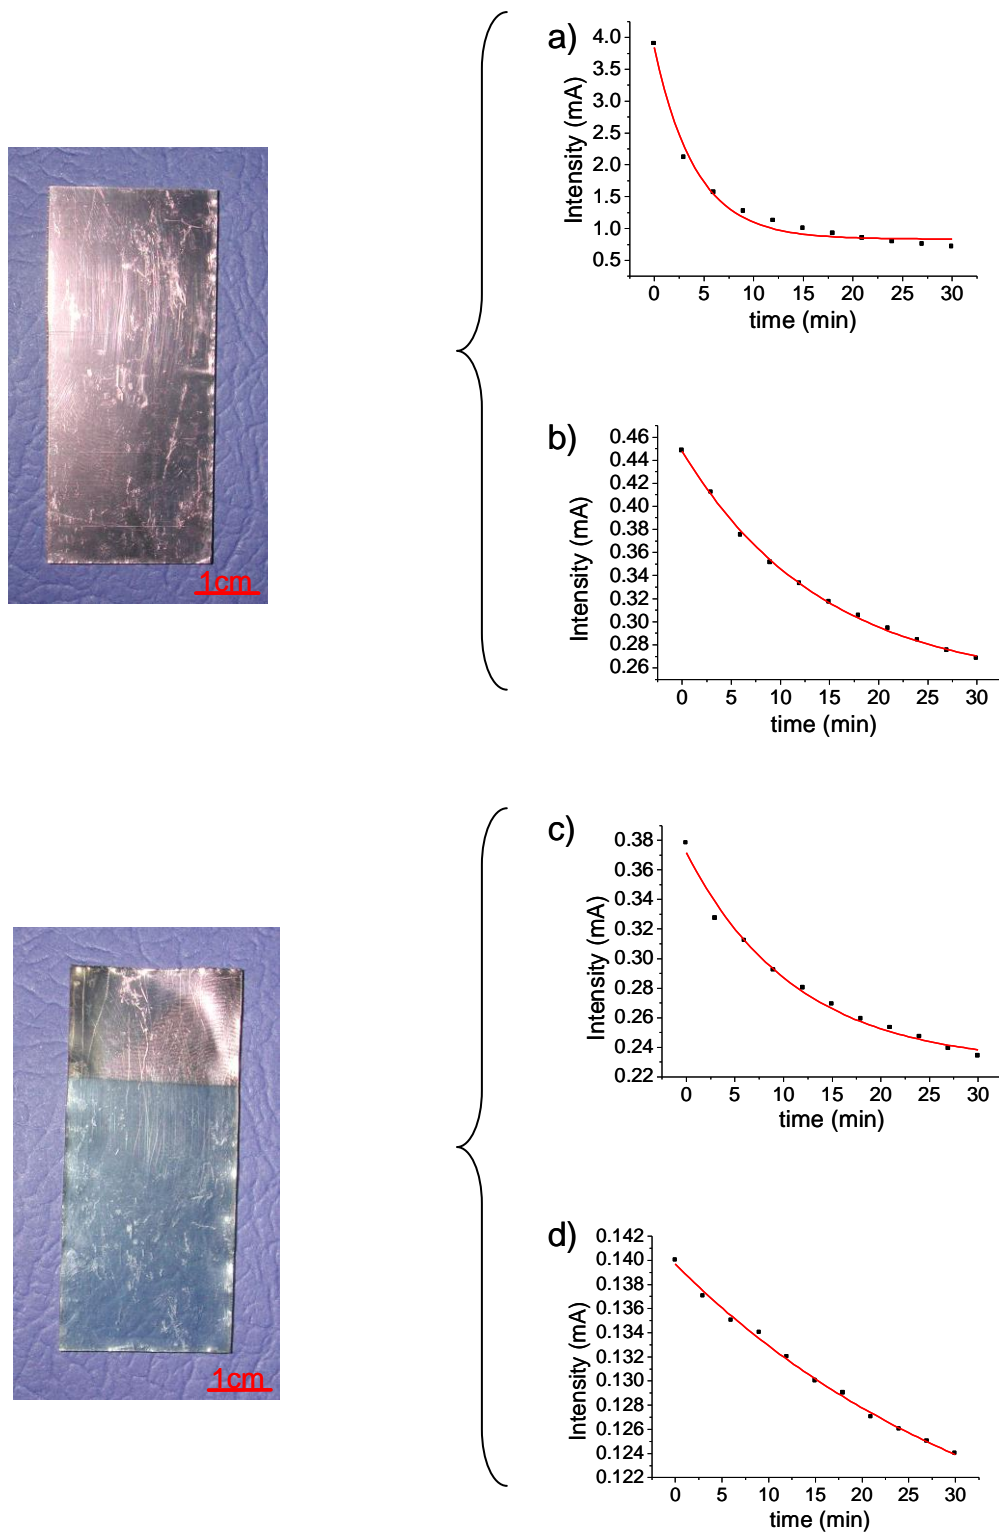 a)
Intensity (mA)
4.0
3.5
3.0
2.5
2.0
1.5
1.0
0.5
0 5 10 15 20 25 30
time (min)
1cm
b)
Intensity (mA)
0.46
0.44
0.42
0.40
0.38
0.36
0.34
0.32
0.30
0.28
0.26
0 5 10 15 20 25 30
time (min)
c)
Intensity (mA)
0.38
0.36
0.34
0.32
0.30
0.28
0.26
0.24
0.22
0 5 10 15 20 25 30
time (min)
1cm
d)
Intensity (mA)
0.142
0.140
0.138
0.136
0.134
0.132
0.130
0.128
0.126
0.124
0.122
0 5 10 15 20 25 30
time (min)